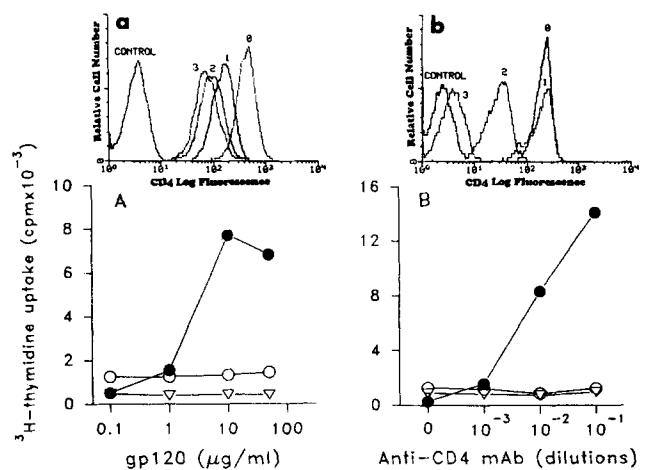 a
Relative Cell Number
CONTROL
3
2
1
0
10⁰
10¹
10²
10³
10⁴
CD4 Log Fluorescence
b
Relative Cell Number
CONTROL
3
2
1
0
10⁰
10¹
10²
10³
10⁴
CD4 Log Fluorescence
³H-thymidine uptake (cpmx10⁻³)
A
10
8
6
4
2
0
0.1
1
10
100
gp120 (μg/ml)
B
16
12
8
4
0
0
10⁻³
10⁻²
10⁻¹
Anti-CD4 mAb (dilutions)